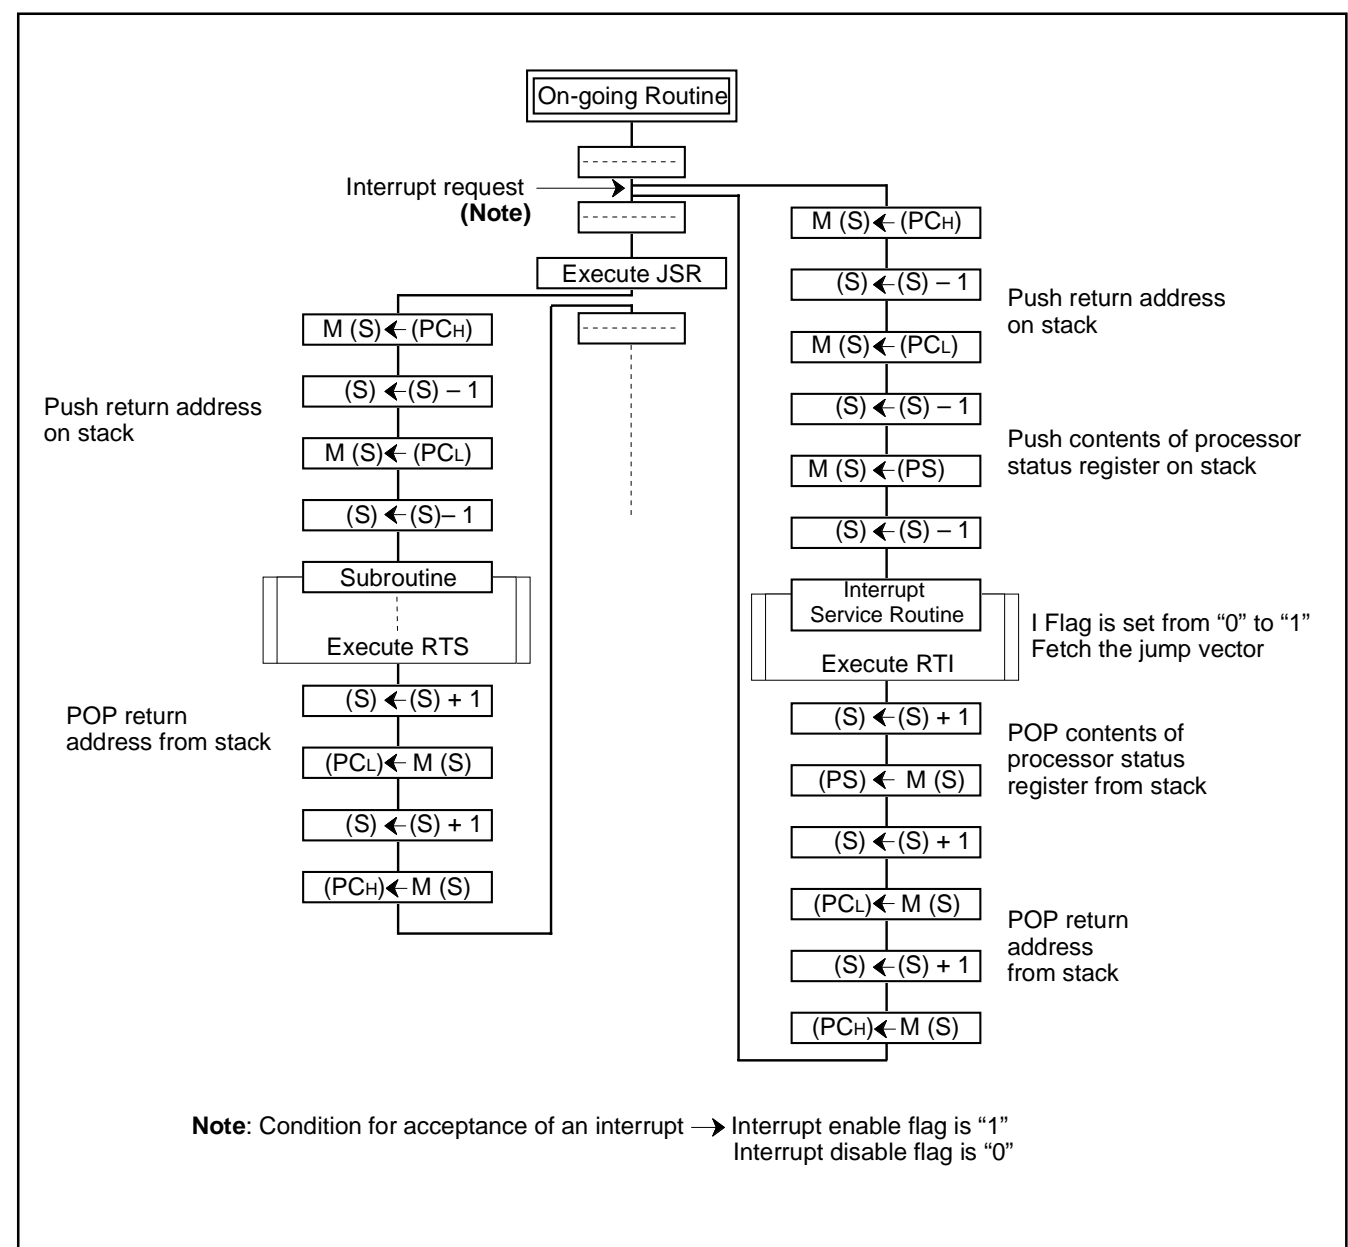 On-going Routine
Interrupt request
(Note)
Execute JSR
M (S) ← (PCH)
(S) ← (S) – 1
M (S) ← (PCL)
(S) ← (S)– 1
Push return address
on stack
Subroutine
Execute RTS
(S) ← (S) + 1
(PCL) ← M (S)
(S) ← (S) + 1
(PCH) ← M (S)
POP return
address from stack
M (S) ← (PCH)
(S) ← (S) – 1
M (S) ← (PCL)
(S) ← (S) – 1
M (S) ← (PS)
(S) ← (S) – 1
Push return address
on stack
Push contents of processor
status register on stack
Interrupt
Service Routine
Execute RTI
I Flag is set from “0” to “1”
Fetch the jump vector
(S) ← (S) + 1
(PS) ← M (S)
(S) ← (S) + 1
(PCL) ← M (S)
(S) ← (S) + 1
(PCH) ← M (S)
POP contents of
processor status
register from stack
POP return
address
from stack
Note: Condition for acceptance of an interrupt → Interrupt enable flag is “1”
Interrupt disable flag is “0”